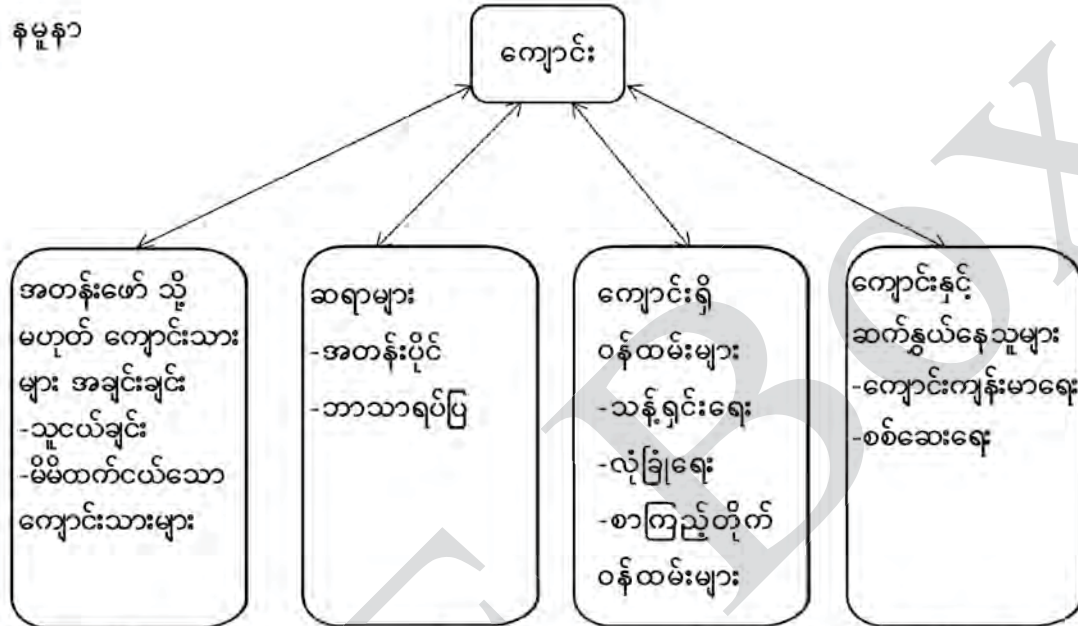 နမူနာ
ကျောင်း
အတန်းဖော် သို့
မဟုတ် ကျောင်းသား
များ အချင်းချင်း
-သူငယ်ချင်း
-မိမိထက်ငယ်သော
ကျောင်းသားများ
ဆရာများ
-အတန်းပိုင်
-ဘာသာရပ်ပြ
ကျောင်းရှိ
ဝန်ထမ်းများ
-သန့်ရှင်းရေး
-လုံခြုံရေး
-စာကြည့်တိုက်
ဝန်ထမ်းများ
ကျောင်းနှင့်
ဆက်နွှယ်နေသူများ
-ကျောင်းကျန်းမာရေး
-စစ်ဆေးရေး